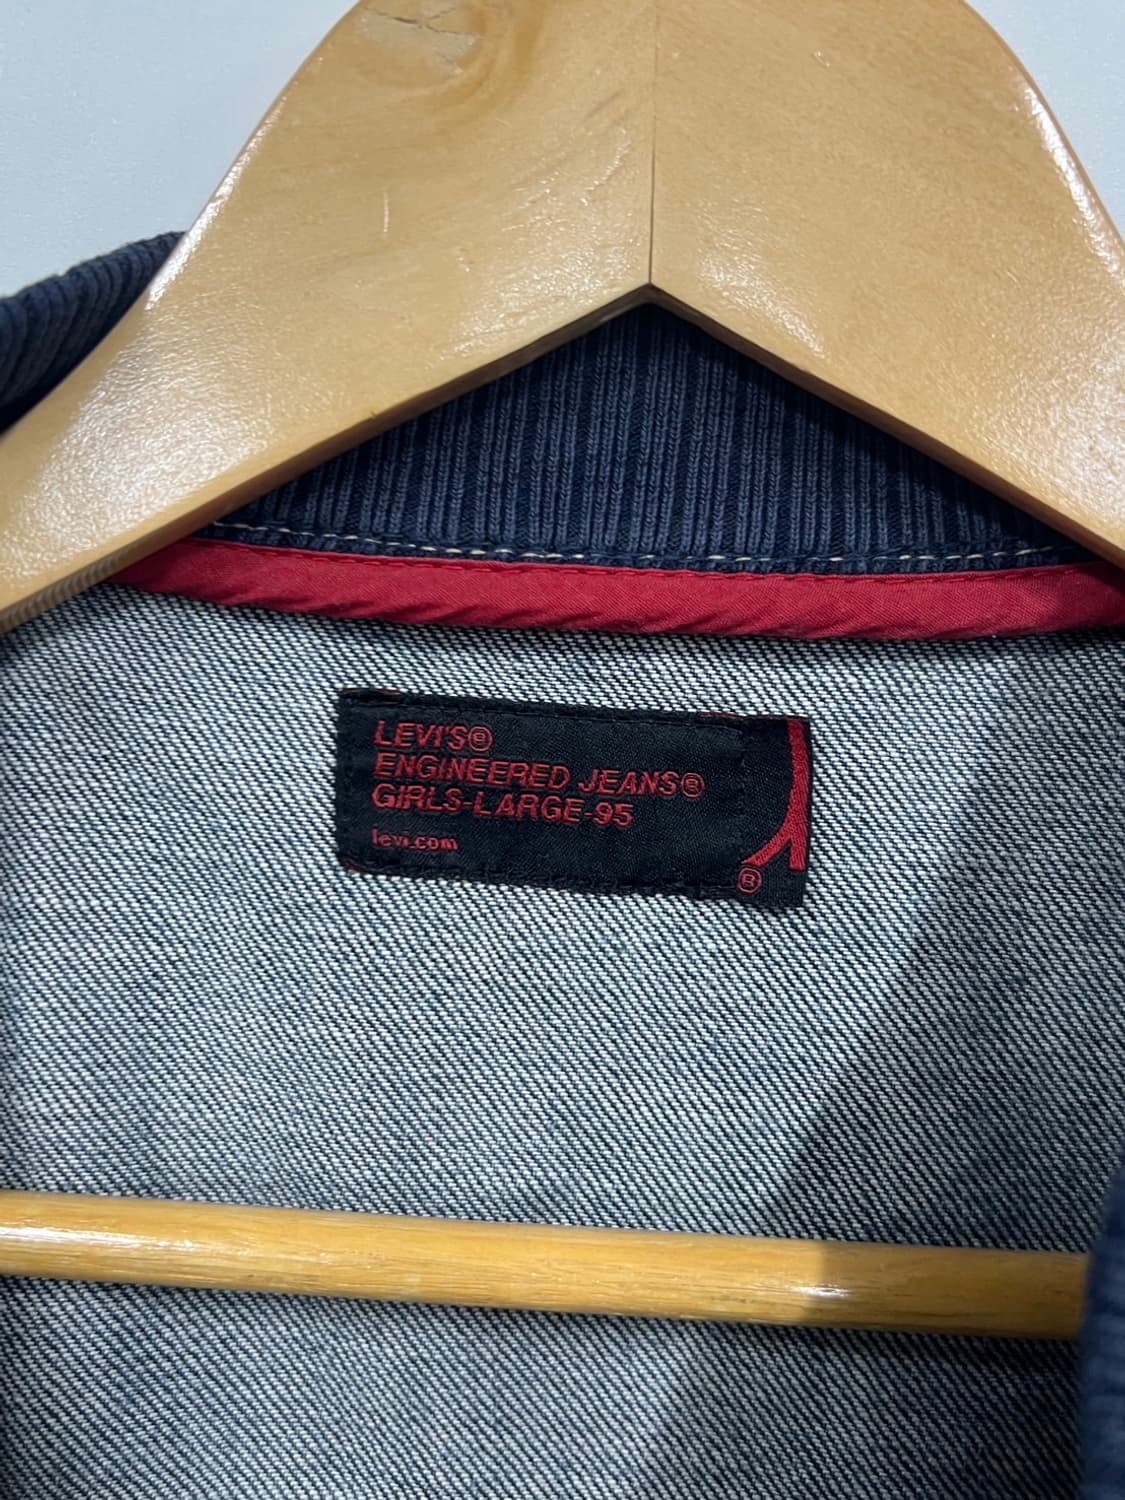 LEVI'S®
ENGINEERED JEANS®
GIRLS-LARGE-95
levi.com
®